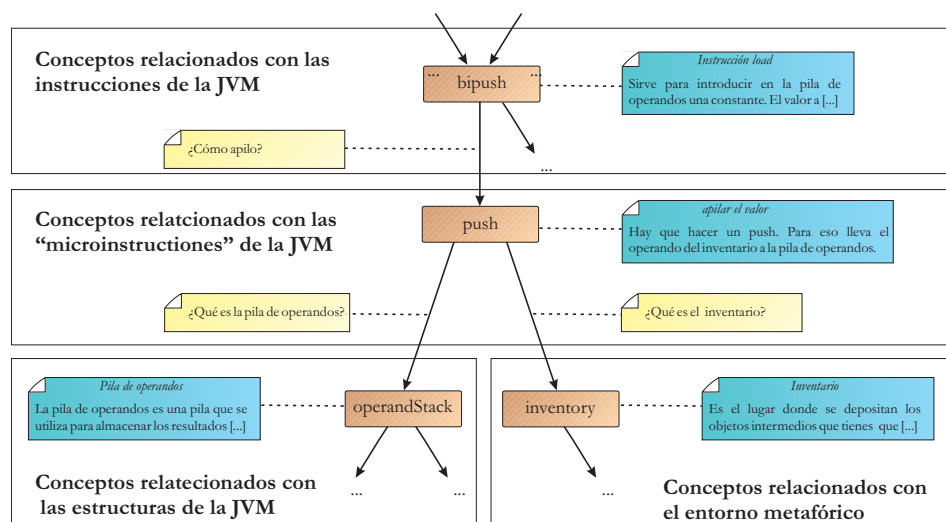 Conceptos relacionados con las
instrucciones de la JVM
... bipush ...
Instrucción load
Sirve para introducir en la pila de
operandos una constante. El valor a [...]
¿Cómo apilo?
...
Conceptos relatcionados con las
“microinstructiones” de la JVM
push
apilar el valor
Hay que hacer un push. Para eso lleva el
operando del inventario a la pila de operandos.
¿Qué es la pila de operandos?
¿Qué es el inventario?
Pila de operandos
La pila de operandos es una pila que se
utiliza para almacenar los resultados [...]
operandStack
... ...
Conceptos relatecionados con
las estructuras de la JVM
inventory
Inventario
Es el lugar donde se depositan los
objetos intermedios que tienes que [...]
...
Conceptos relacionados con
el entorno metafórico